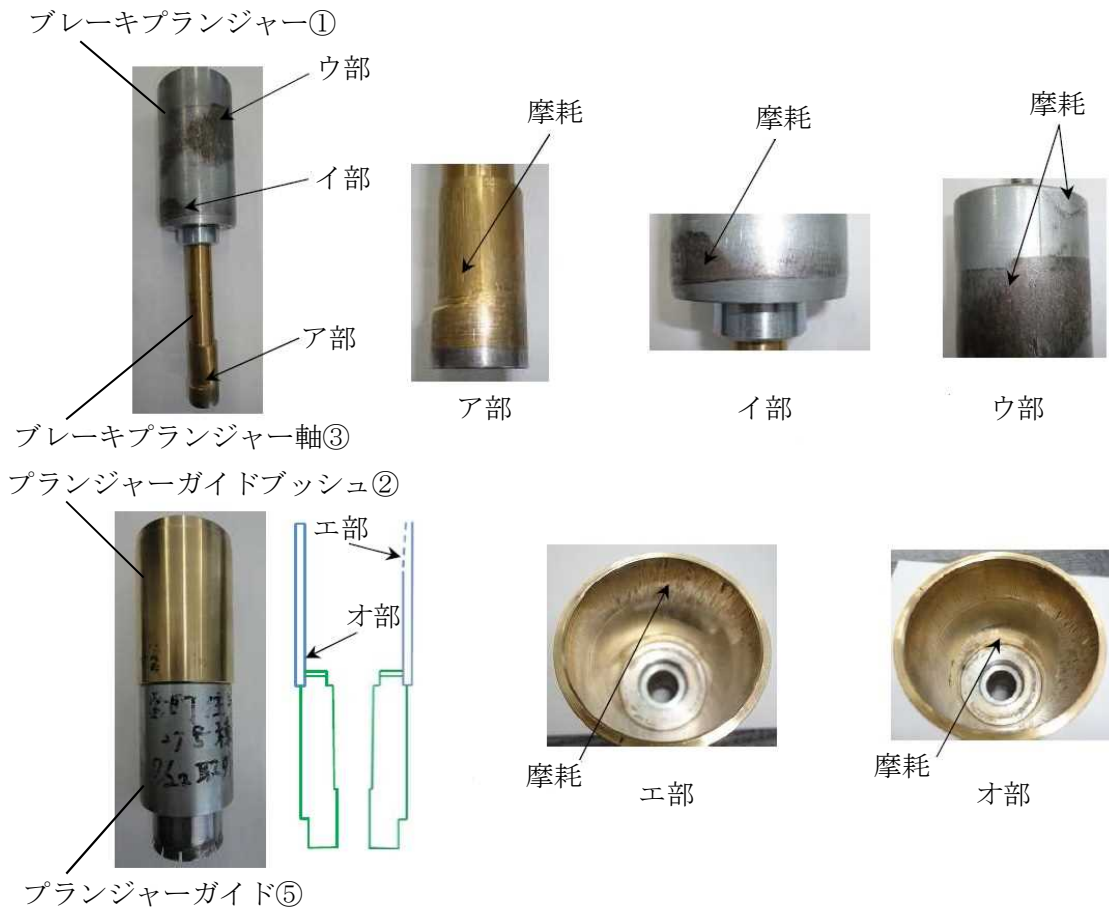 ブレーキプランジャー①
ウ部
イ部
ア部
ブレーキプランジャー軸③
摩耗
ア部
摩耗
イ部
摩耗
ウ部
プランジャーガイドブッシュ②
エ部
オ部
プランジャーガイド⑤
摩耗
エ部
摩耗
オ部